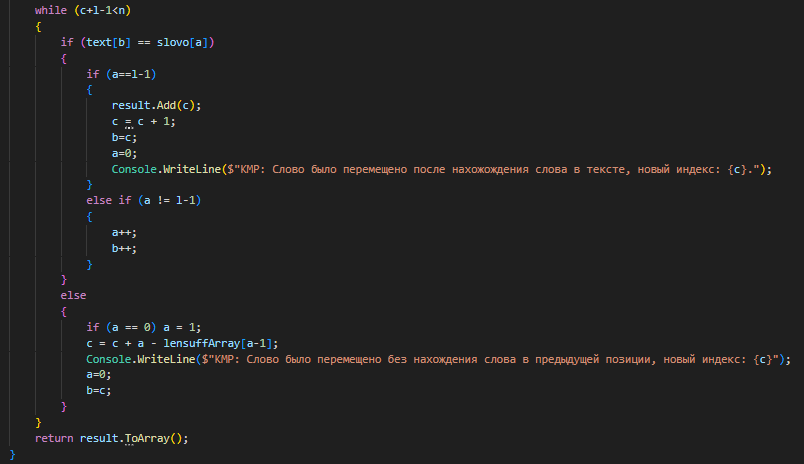 while (c+l-1<n)
{
if (text[b] == slovo[a])
{
if (a==l-1)
{
result.Add(c);
c = c + 1;
b=c;
a=0;
Console.WriteLine($"KMP: Слово было перемещено после нахожождения слова в тексте, новый индекс: {c}.");
}
else if (a != l-1)
{
a++;
b++;
}
}
else
{
if (a == 0) a = 1;
c = c + a - lensuffArray[a-1];
Console.WriteLine($"KMP: Слово было перемещено без нахождения слова в предыдущей позиции, новый индекс: {c}");
a=0;
b=c;
}
}
return result.ToArray();
}